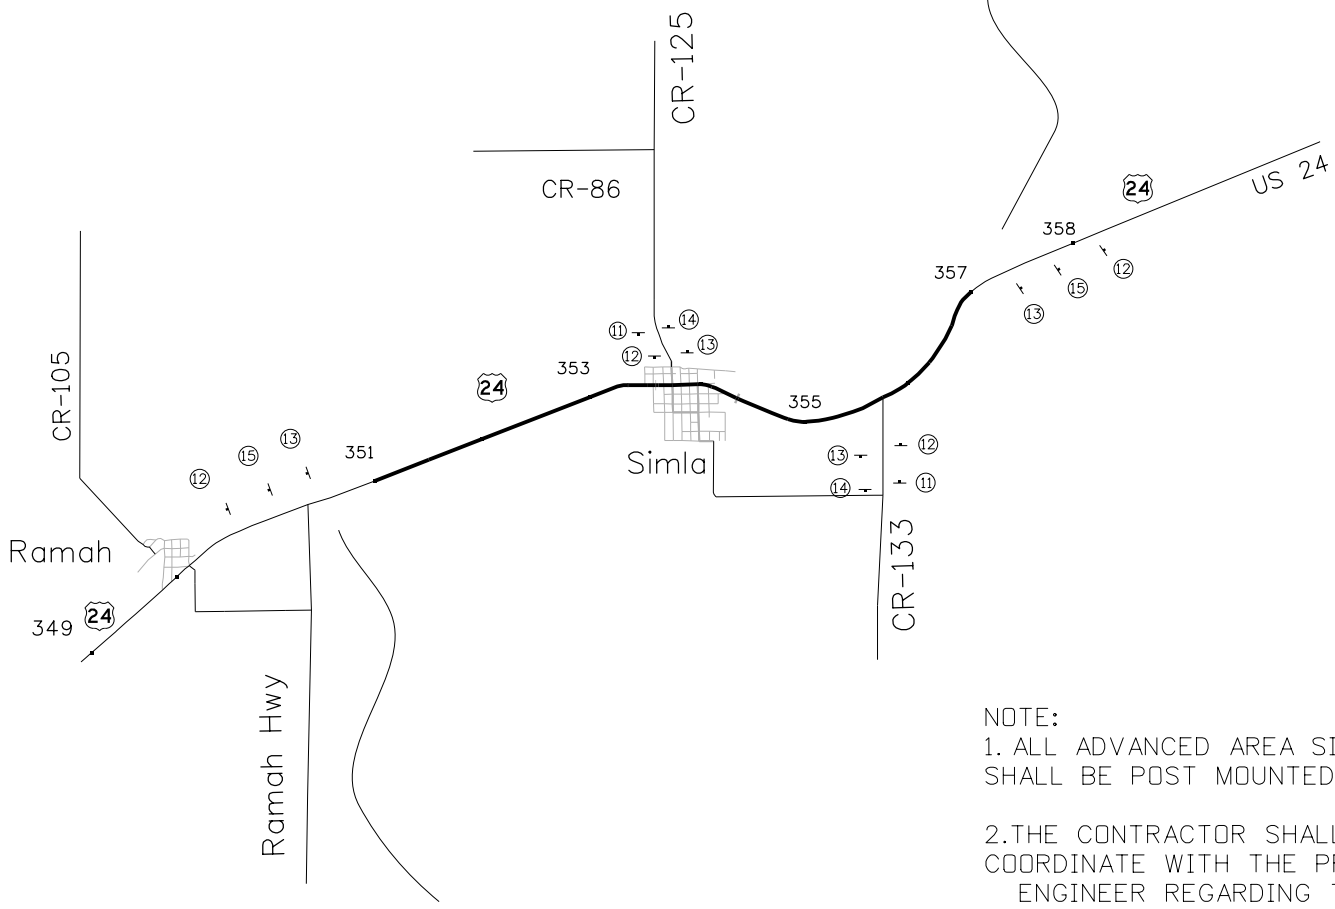 CR-125
CR-86
24
US 24
358
12
357
15
13
14
11
13
12
353
24
CR-105
355
13
15
351
12
Simla
12
13
11
14
Ramah
CR-133
24
349
Ramah Hwy
NOTE:
1. ALL ADVANCED AREA
SHALL BE POST MOUNTED
2.THE CONTRACTOR
COORDINATE WITH THE
ENGINEER REGARDING